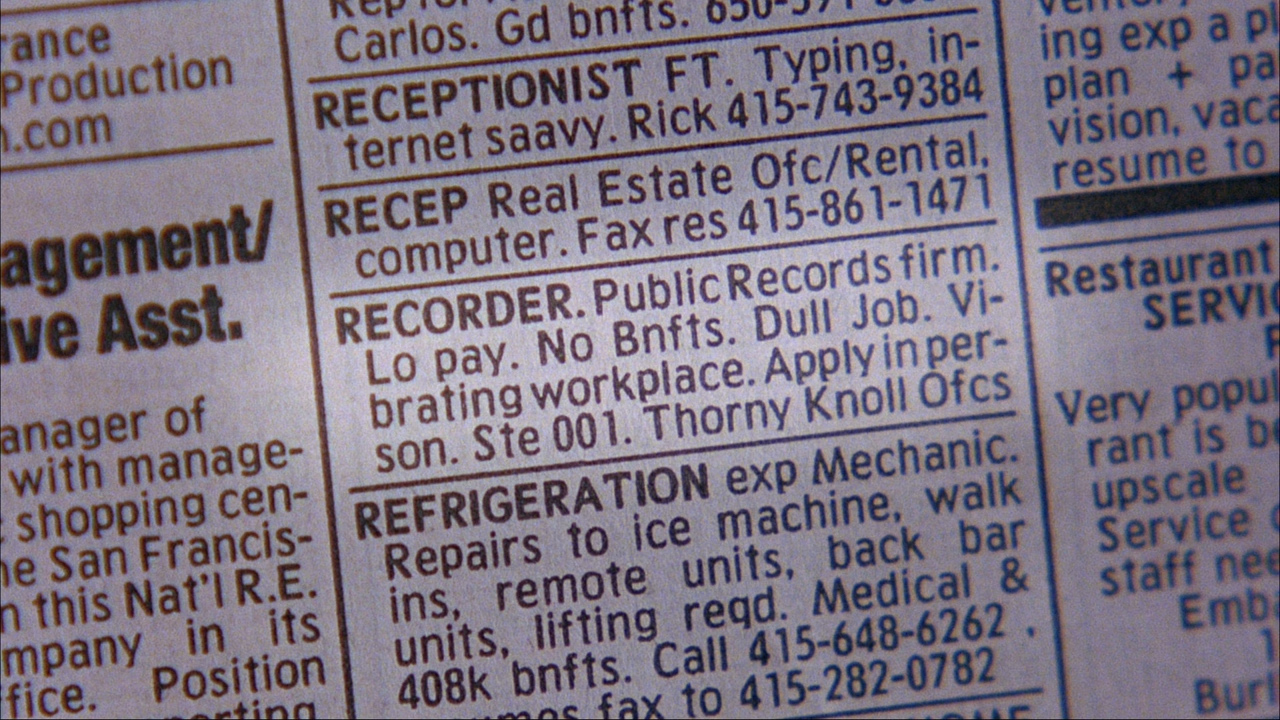 rance
Production
.com
agement/
ive Asst.
anager of
with manage-
shopping cen-
San Francis-
this Nat'l R.E.
in its
Position
Carlos. Gd bnfts.
RECEPTIONIST FT. Typing, in-
ternet saavy. Rick 415-743-9384
RECEP Real Estate Ofc/Rental,
computer. Fax res 415-861-1471
RECORDER. Public Records firm.
Lo pay. No Bnfts. Dull Job. Vi-
brating workplace. Apply in per-
son. Ste 001. Thorny Knoll Ofcs
REFRIGERATION exp Mechanic.
Repairs to ice machine, walk
ins, remote units, back bar
units, lifting reqd. Medical &
408k bnfts. Call 415-648-6262 .
fax to 415-282-0782
ing exp a pl
plan + pa
vision, vaca
resume to
Restaurant
SERVIC
Very popul
rant is b
upscale
Service
staff nee
Emb
Burl